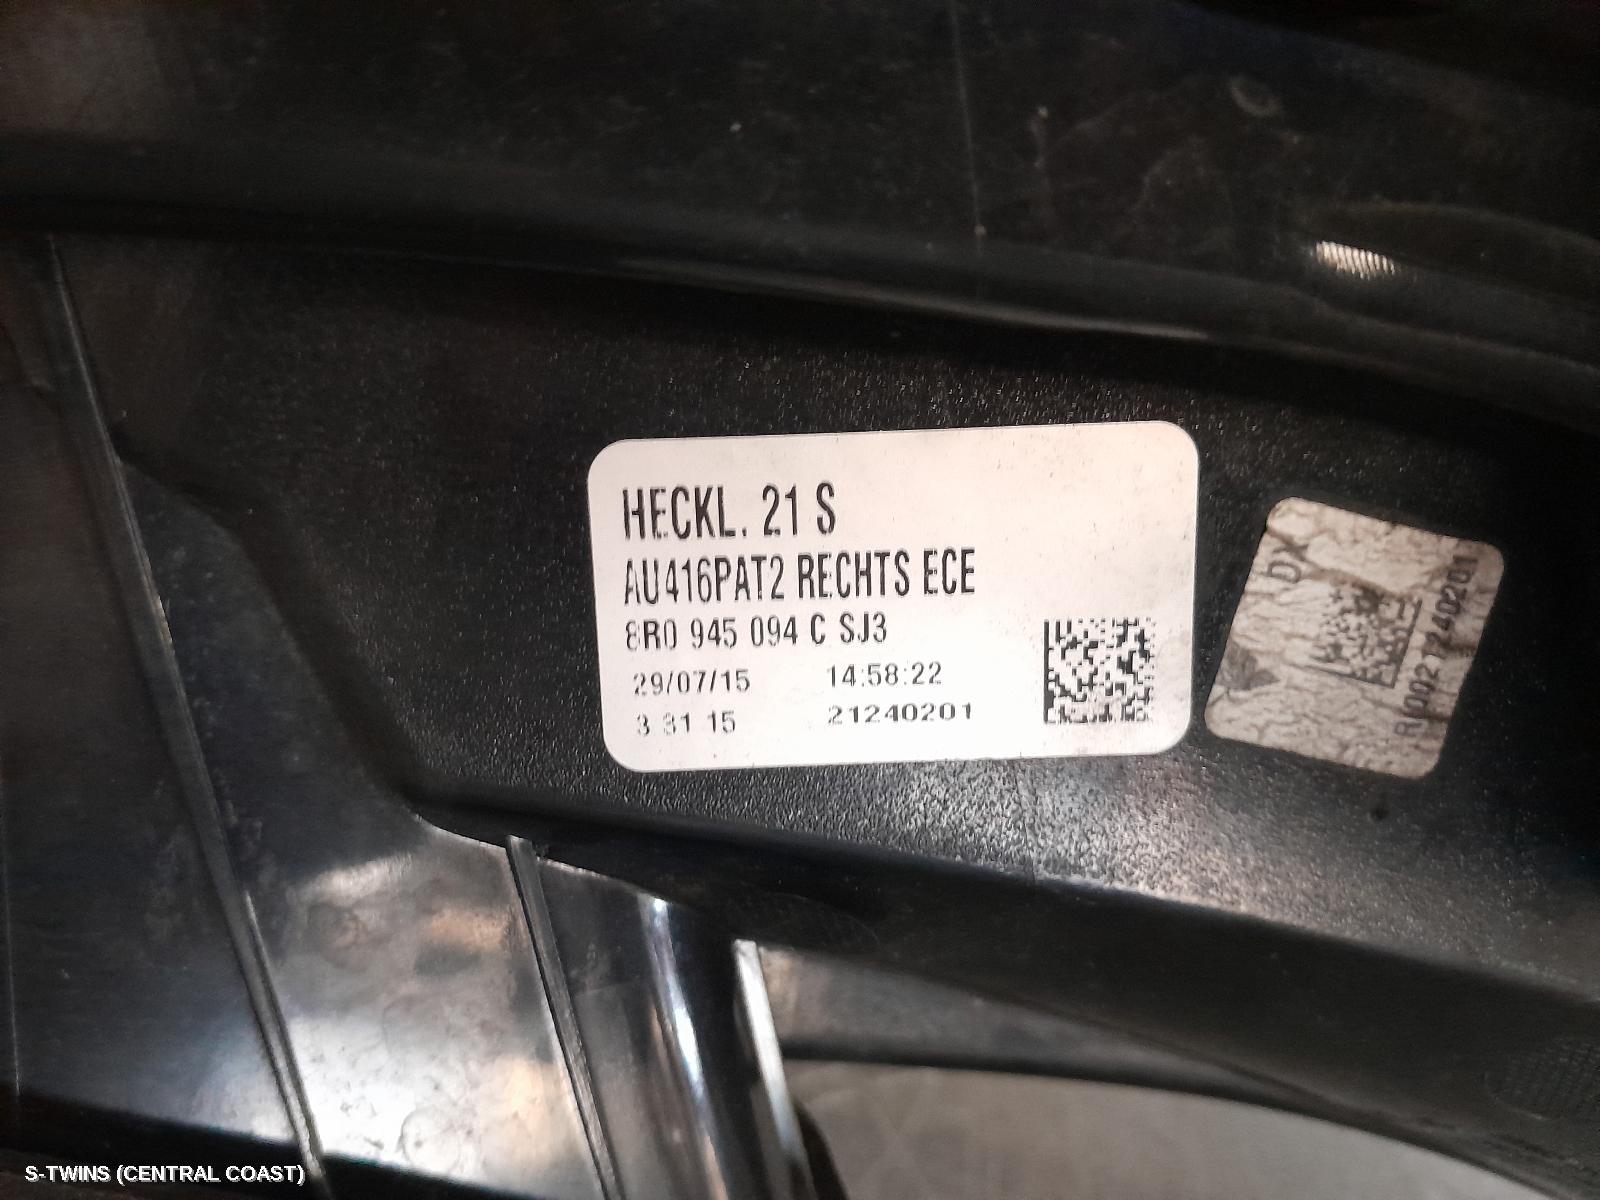 HECKL. 21 S
AU416PAT2 RECHTS ECE
8R0 945 094 C SJ3
29/07/15 14:58:22
3 31 15 21240201
DX
S-TWINS (CENTRAL COAST)